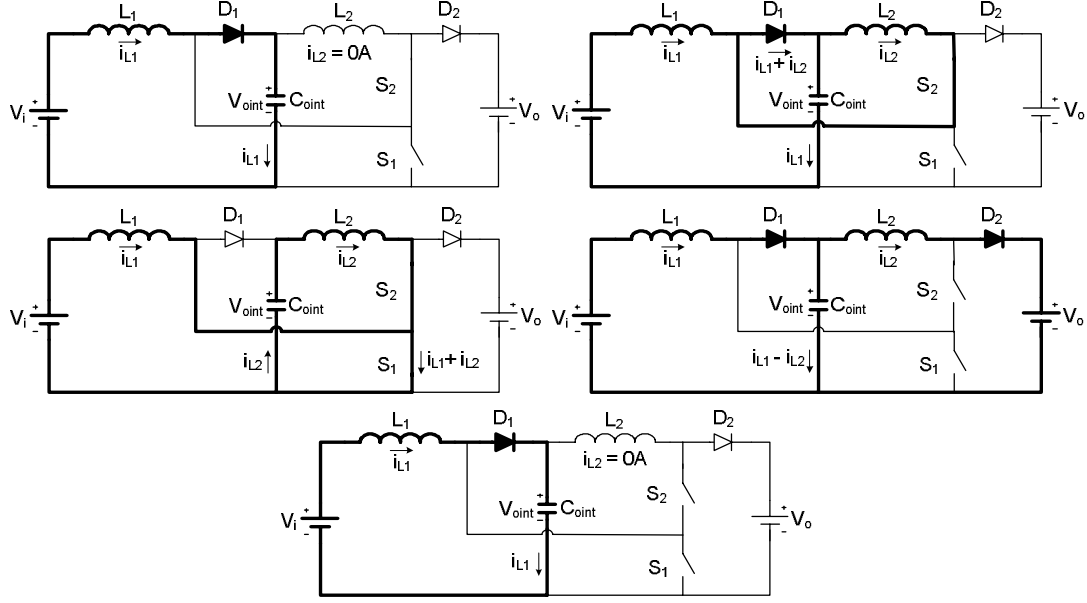 L1 D1 L2 D2
iL1 iL2 = 0A
S2
Vi + - Voint + - Coint + - Vo
iL1 S1
L1 D1 L2 D2
iL1 iL1+iL2 iL2
S2
Vi + - Voint + - Coint + - Vo
iL1 S1
L1 D1 L2 D2
iL1 iL2
S2
Vi + - Voint + - Coint + - Vo
iL2 S1 iL1+iL2
L1 D1 L2 D2
iL1 iL2
S2
Vi + - Voint + - Coint + - Vo
iL1 - iL2 S1
L1 D1 L2 D2
iL1 iL2 = 0A
S2
Vi + - Voint + - Coint + - Vo
iL1 S1